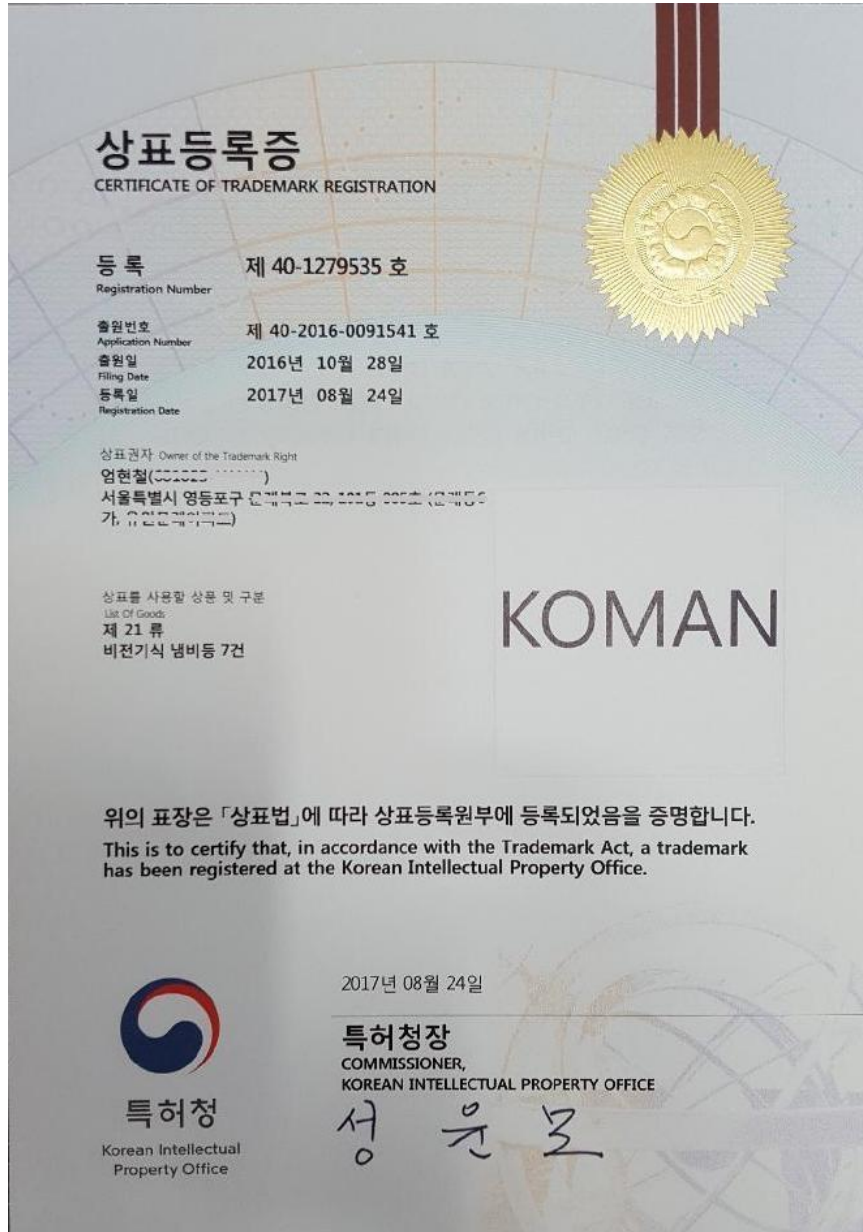 상표등록증
CERTIFICATE OF TRADEMARK REGISTRATION
등 록 제 40-1279535 호
Registration Number
출원번호 제 40-2016-0091541 호
Application Number
출원일 2016년 10월 28일
Filing Date
등록일 2017년 08월 24일
Registration Date
상표권자 Owner of the Trademark Right
엄현철(
서울특별시 영등포구
가,
상표를 사용할 상품 및 구분
List Of Goods
제 21 류
비전기식 냄비등 7건
KOMAN
위의 표장은 「상표법」에 따라 상표등록원부에 등록되었음을 증명합니다.
This is to certify that, in accordance with the Trademark Act, a trademark
has been registered at the Korean Intellectual Property Office.
2017년 08월 24일
특허청장
COMMISSIONER,
KOREAN INTELLECTUAL PROPERTY OFFICE
성 윤 모
특허청
Korean Intellectual
Property Office